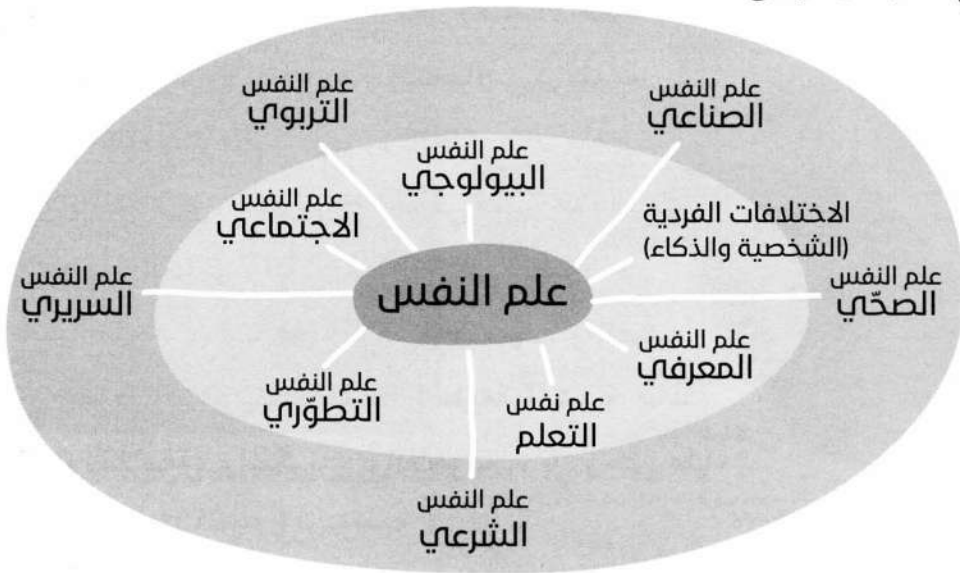 علم النفس
الصناعي
علم النفس
التربوي
علم النفس
البيولوجي
علم النفس
الاجتماعي
الاختلافات الفردية
(الشخصية والذكاء)
علم النفس
الصحّي
علم النفس
علم النفس
السريري
علم النفس
المعرفي
علم نفس
التعلم
علم النفس
التطوّري
علم النفس
الشرعي